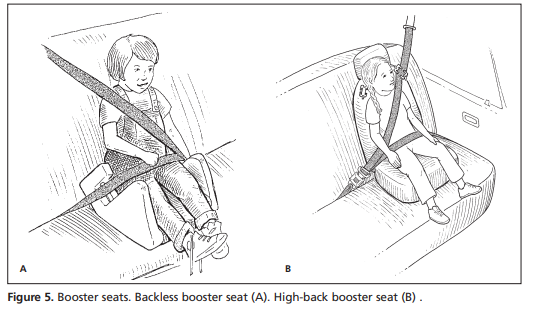 A
B
Figure 5. Booster seats. Backless booster seat (A). High-back booster seat (B) .